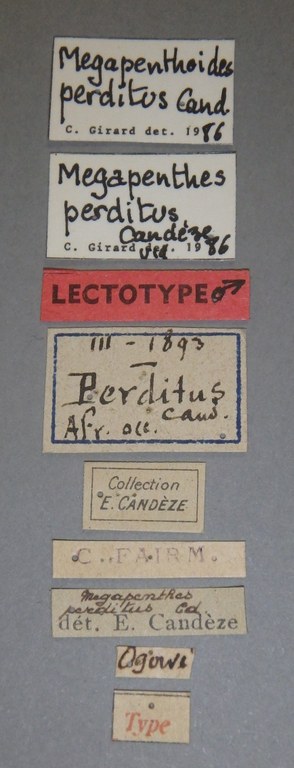 Megapenthoides
perditus Cand
C. Girard det. 1986
Megapenthes
perditus
Candèze
C. Girard det. 1986
LECTOTYPE♂
III - 1893
Perditus
Cand.
Afr. occ.
Collection
E. CANDÈZE
C. FAIRM.
Megapenthes
perditus Cd
dét. E. Candèze
Ogowé
Type